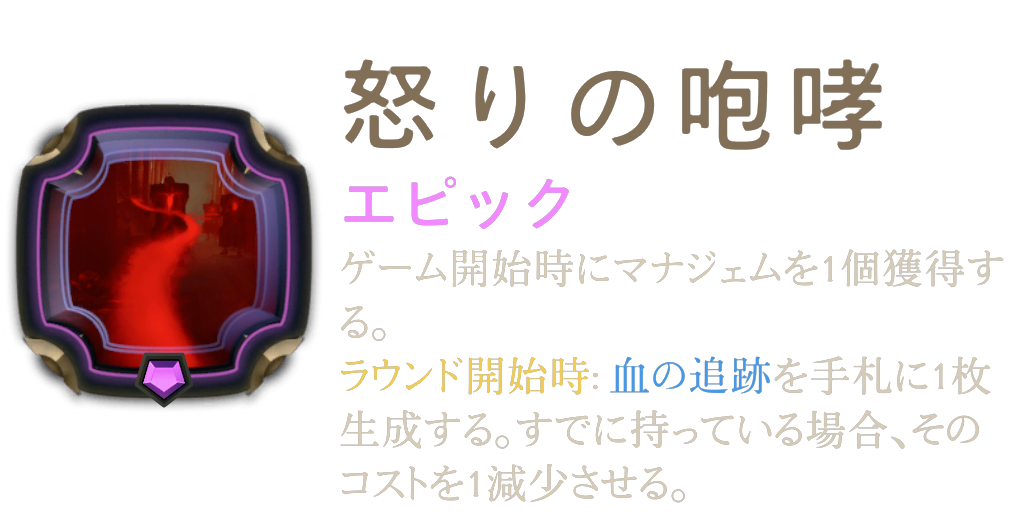 怒りの咆哮
エピック
ゲーム開始時にマナジェムを1個獲得す
る。
ラウンド開始時: 血の追跡を手札に1枚
生成する。すでに持っている場合、その
コストを1減少させる。